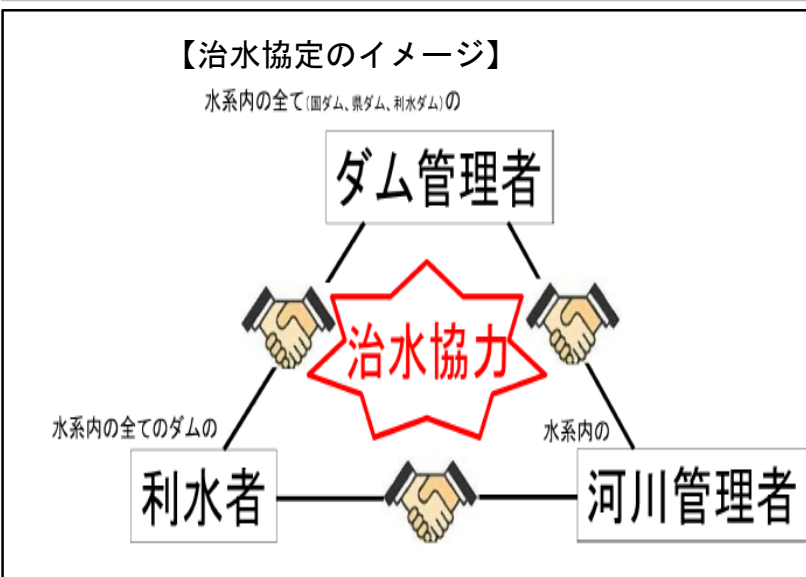 【治水協定のイメージ】
水系内の全て(国ダム、県ダム、利水ダム)の
ダム管理者
治水協力
水系内の全てのダムの
利水者
水系内の
河川管理者